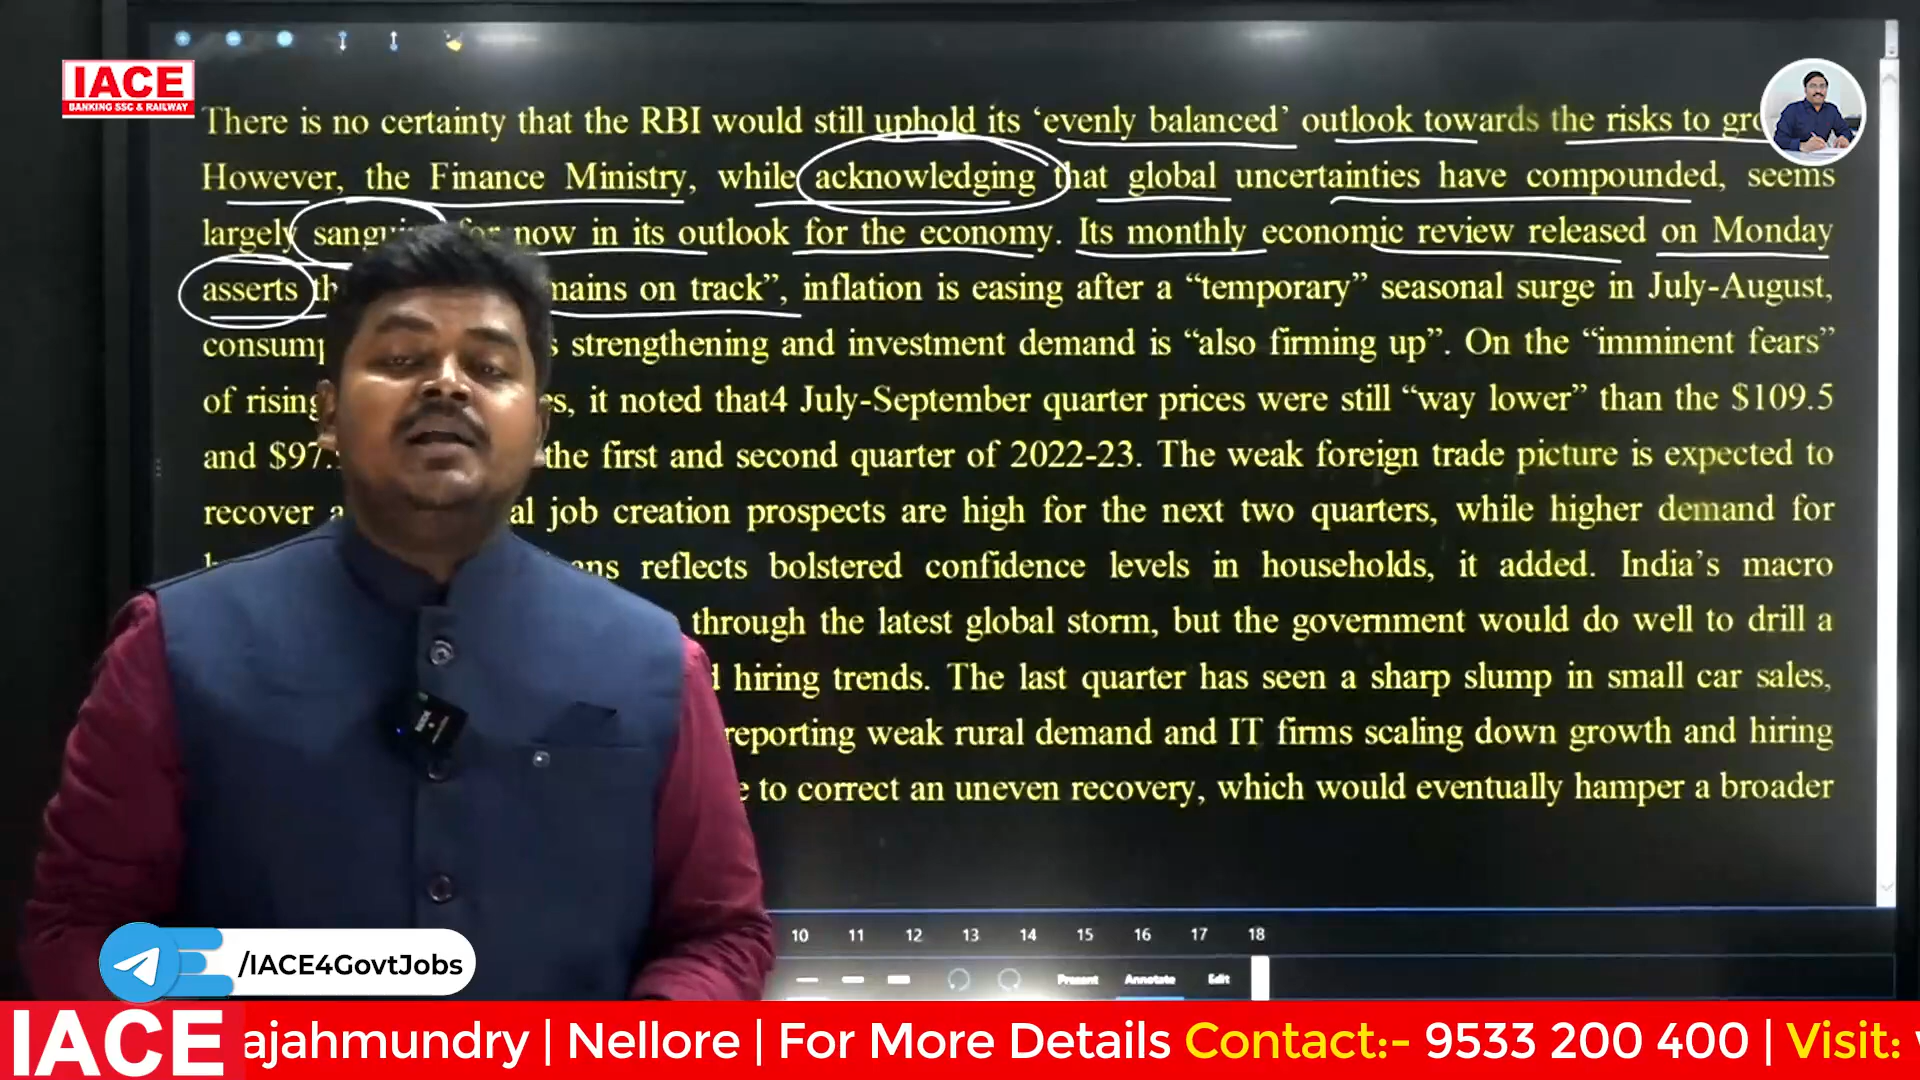 IACE
BANKING SSC & RAILWAY
There is no certainty that the RBI would still uphold its ‘evenly balanced’ outlook towards the risks to
However, the Finance Ministry, while acknowledging that global uncertainties have compounded, seems
largely for now in its outlook for the economy. Its monthly economic review released on Monday
asserts on track”, inflation is easing after a “temporary” seasonal surge in July-August,
strengthening and investment demand is “also firming up”. On the “imminent fears”
of it noted that4 July-September quarter prices were still “way lower” than the $109.5
and the first and second quarter of 2022-23. The weak foreign trade picture is expected to
recover job creation prospects are high for the next two quarters, while higher demand for
reflects bolstered confidence levels in households, it added. India’s macro
through the latest global storm, but the government would do well to drill a
hiring trends. The last quarter has seen a sharp slump in small car sales,
reporting weak rural demand and IT firms scaling down growth and hiring
to correct an uneven recovery, which would eventually hamper a broader
10 11 12 13 14 15 16 17 18
Present Annotate Edit
/IACE4GovtJobs
IACE ajahmundry | Nellore | For More Details Contact:- 9533 200 400 | Visit: